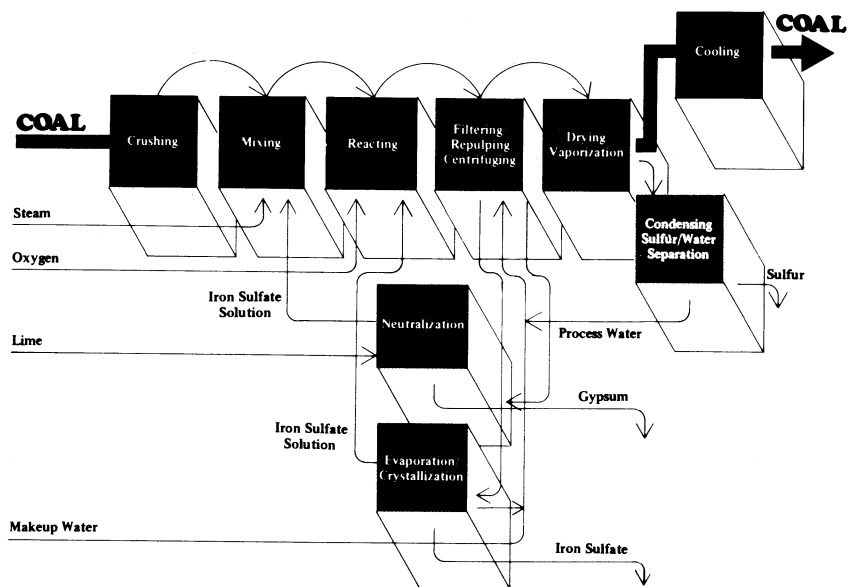 COAL
Cooling
COAL
Crushing
Mixing
Reacting
Filtering
Repulping
Centrifuging
Drying
Vaporization
Steam
Condensing
Sulfur/Water
Separation
Oxygen
Sulfur
Iron Sulfate
Solution
Neutralization
Process Water
Lime
Gypsum
Iron Sulfate
Solution
Evaporation/
Crystallization
Makeup Water
Iron Sulfate